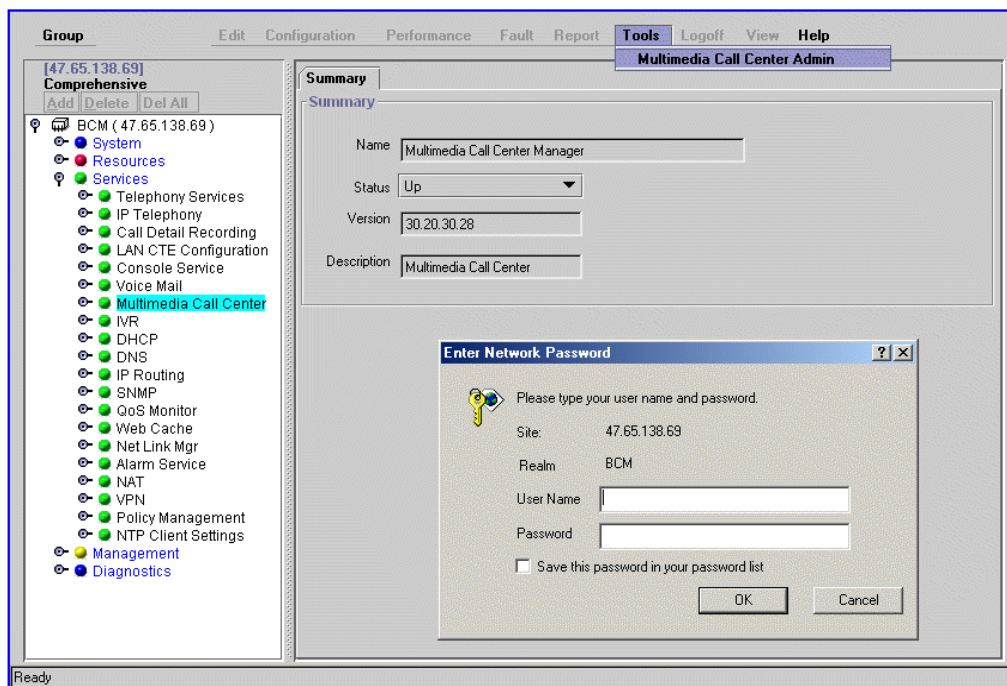 Group Edit Configuration Performance Fault Report Tools Logoff View Help
Multimedia Call Center Admin
[47.65.138.69]
Comprehensive
Add Delete Del All
BCM ( 47.65.138.69 )
System
Resources
Services
Telephony Services
IP Telephony
Call Detail Recording
LAN CTE Configuration
Console Service
Voice Mail
Multimedia Call Center
IVR
DHCP
DNS
IP Routing
SNMP
QoS Monitor
Web Cache
Net Link Mgr
Alarm Service
NAT
VPN
Policy Management
NTP Client Settings
Management
Diagnostics
Summary
Summary
Name Multimedia Call Center Manager
Status Up
Version 30.20.30.28
Description Multimedia Call Center
Enter Network Password
Please type your user name and password.
Site: 47.65.138.69
Realm BCM
User Name
Password
Save this password in your password list
OK Cancel
Ready